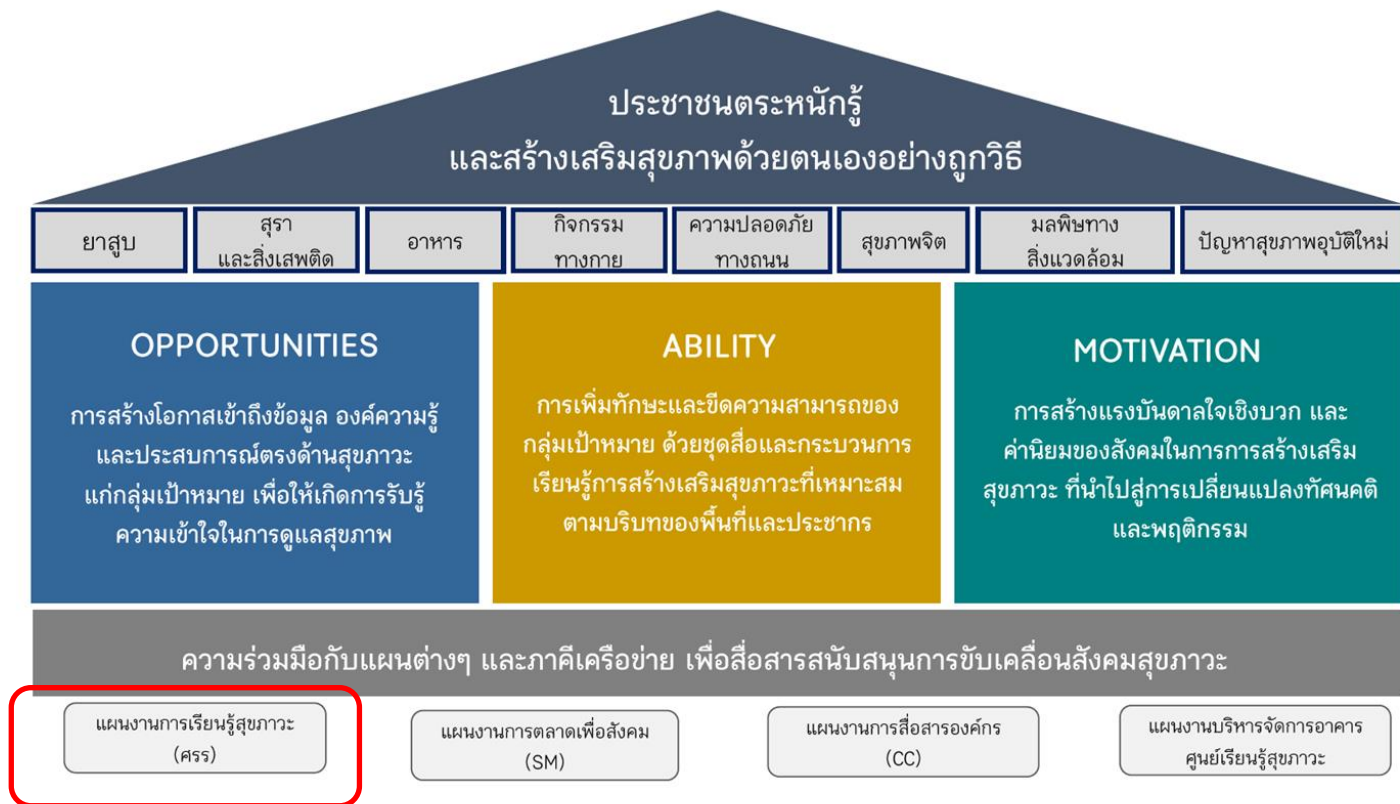 ประชาชนตระหนักรู้
และสร้างเสริมสุขภาพด้วยตนเองอย่างถูกวิธี
ยาสูบ
สุรา
และสิ่งเสพติด
อาหาร
กิจกรรม
ทางกาย
ความปลอดภัย
ทางถนน
สุขภาพจิต
มลพิษทาง
สิ่งแวดล้อม
ปัญหาสุขภาพอุบัติใหม่
OPPORTUNITIES
การสร้างโอกาสเข้าถึงข้อมูล องค์ความรู้
และประสบการณ์ตรงด้านสุขภาวะ
แก่กลุ่มเป้าหมาย เพื่อให้เกิดการรับรู้
ความเข้าใจในการดูแลสุขภาพ
ABILITY
การเพิ่มทักษะและขีดความสามารถของ
กลุ่มเป้าหมาย ด้วยชุดสื่อและกระบวนการ
เรียนรู้การสร้างเสริมสุขภาวะที่เหมาะสม
ตามบริบทของพื้นที่และประชากร
MOTIVATION
การสร้างแรงบันดาลใจเชิงบวก และ
ค่านิยมของสังคมในการการสร้างเสริม
สุขภาวะ ที่นำไปสู่การเปลี่ยนแปลงทัศนคติ
และพฤติกรรม
ความร่วมมือกับแผนต่างๆ และภาคีเครือข่าย เพื่อสื่อสารสนับสนุนการขับเคลื่อนสังคมสุขภาวะ
แผนงานการเรียนรู้สุขภาวะ
(ศรร)
แผนงานการตลาดเพื่อสังคม
(SM)
แผนงานการสื่อสารองค์กร
(CC)
แผนงานบริหารจัดการอาคาร
ศูนย์เรียนรู้สุขภาวะ